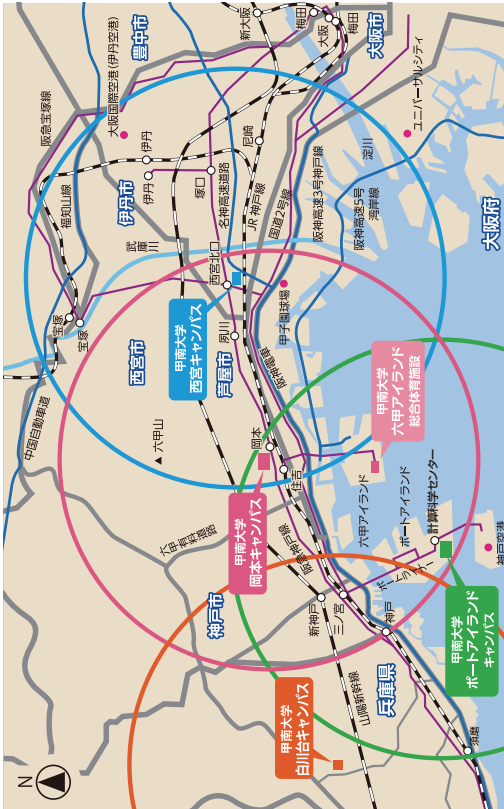 豊中市
新大阪
梅田
大阪
梅田
大阪市
大阪国際空港(伊丹空港)
阪急宝塚線
ユニバーサルシティ
伊丹
伊丹
尼崎
塚口
淀川
福知山線
伊丹市
名神高速道路
JR 神戸線
国道2号線
阪神高速3号神戸線
阪神高速5号
湾岸線
大阪府
武庫川
西宮北口
甲子園球場
宝塚
宝塚
夙川
甲南大学
西宮キャンパス
西宮市
芦屋市
阪神電車
中国自動車道
甲南大学
六甲アイランド
総合体育施設
六甲山
岡本
住吉
甲南大学
岡本キャンパス
六甲アイランド
ポートアイランド
計算科学センター
六甲有料道路
阪急神戸線
ポートライナー
神戸空港
神戸市
新神戸
三ノ宮
神戸
甲南大学
ポートアイランド
キャンパス
兵庫県
山陽新幹線
甲南大学
白川台キャンパス
須磨
N